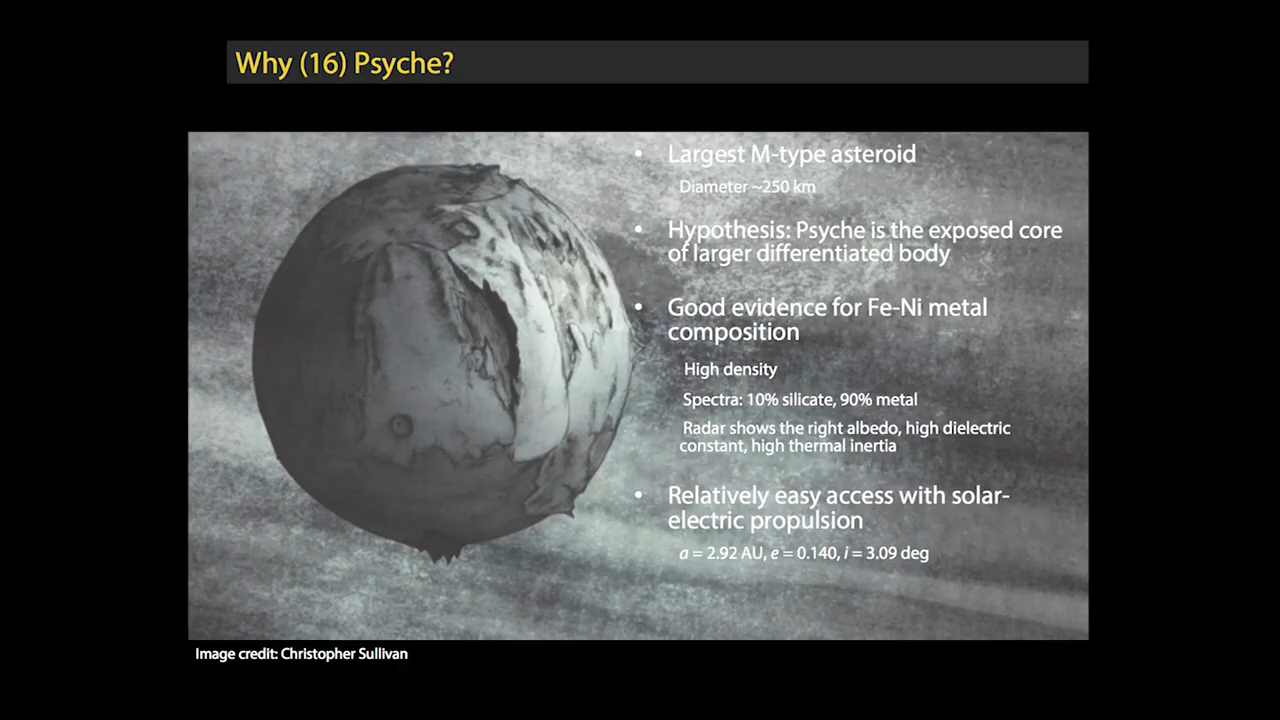 Why (16) Psyche?
• Largest M-type asteroid
Diameter ~250 km
• Hypothesis: Psyche is the exposed core
of larger differentiated body
• Good evidence for Fe-Ni metal
composition
High density
Spectra: 10% silicate, 90% metal
Radar shows the right albedo, high dielectric
constant, high thermal inertia
• Relatively easy access with solar-
electric propulsion
a = 2.92 AU, e = 0.140, i = 3.09 deg
Image credit: Christopher Sullivan